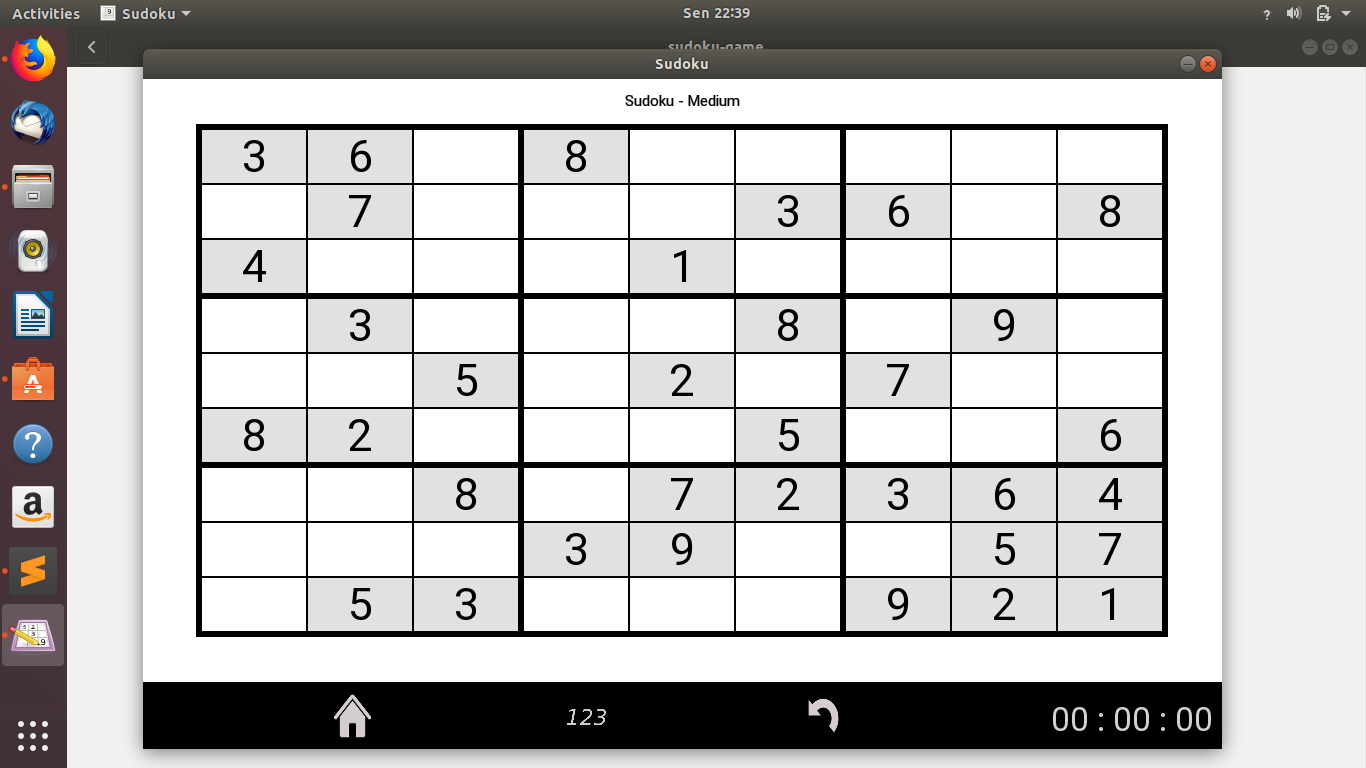 Activities Sudoku Sen 22:39 ?
sudoku-game
Sudoku
Sudoku - Medium
3 6 8
7 3 6 8
4 1
3 8 9
5 2 7
8 2 5 6
8 7 2 3 6 4
3 9 5 7
5 3 9 2 1
123 00 : 00 : 00